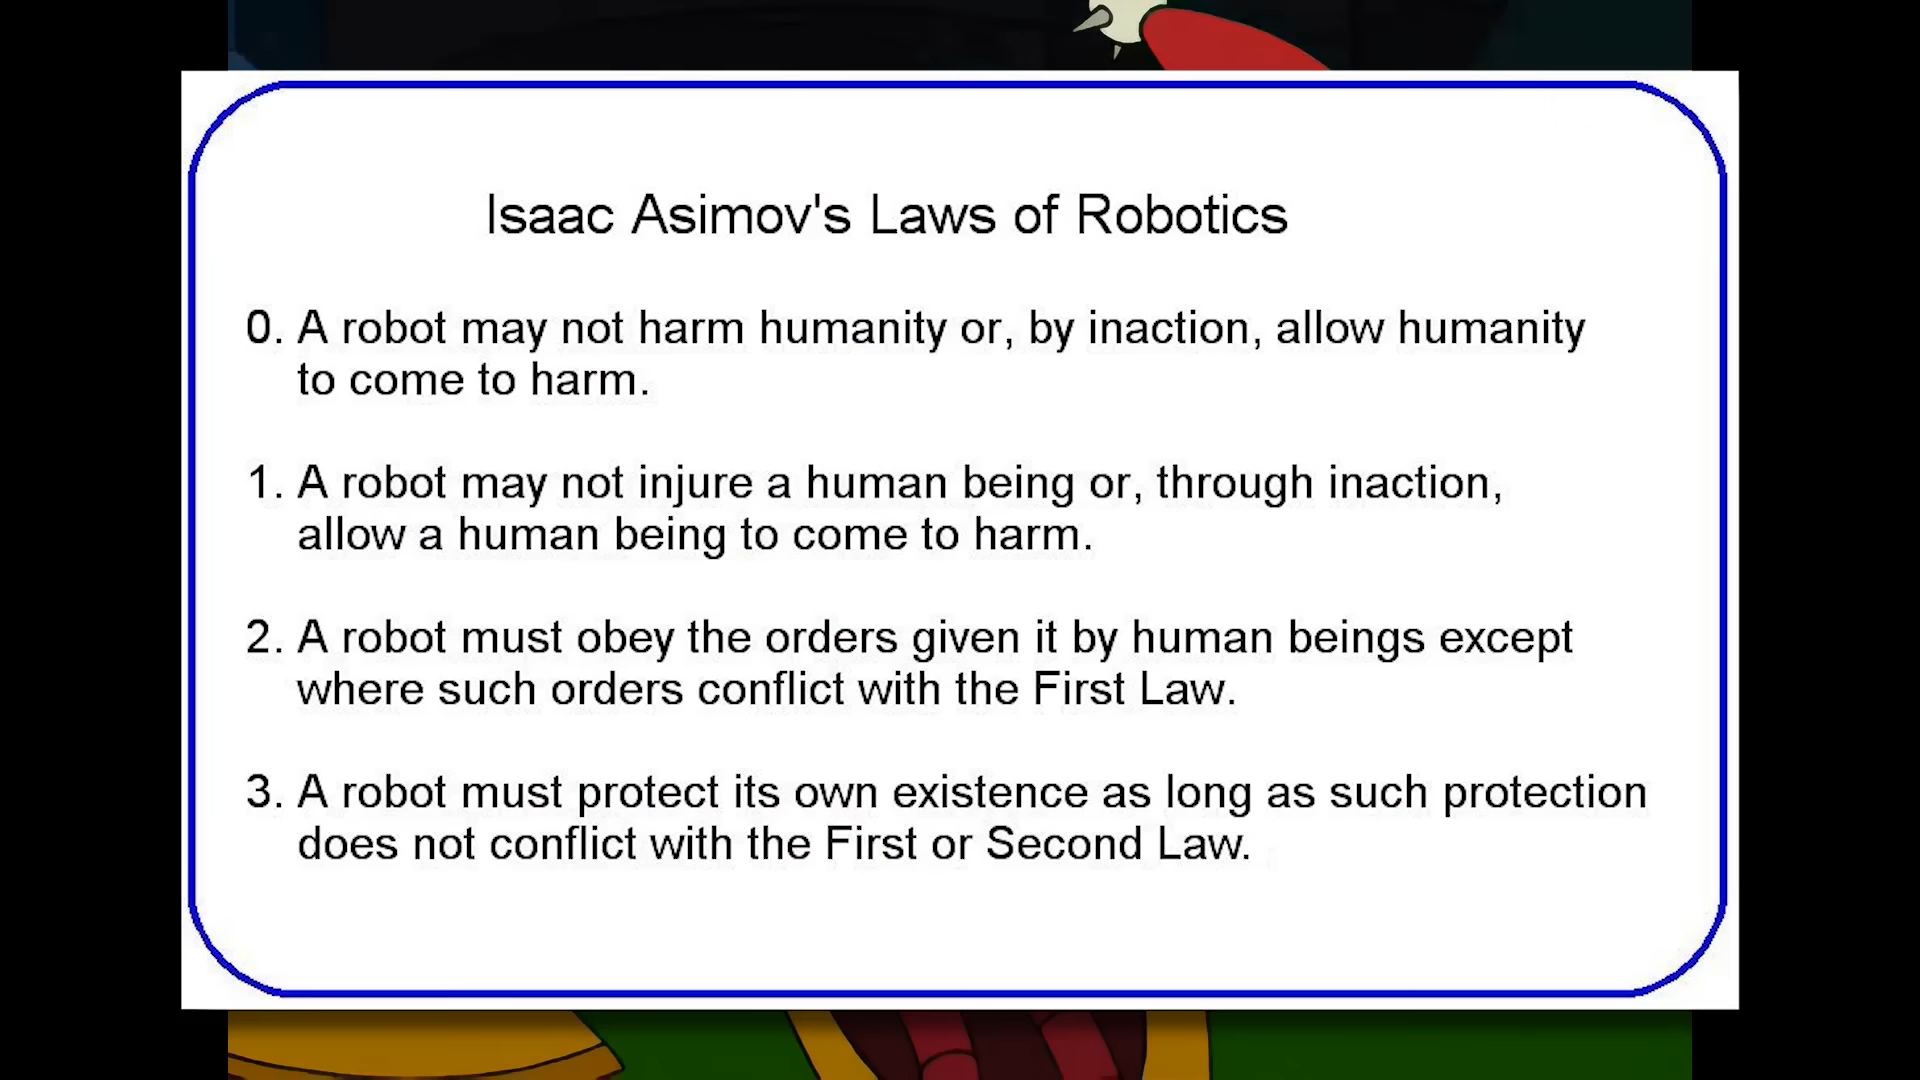 Isaac Asimov's Laws of Robotics
0. A robot may not harm humanity or, by inaction, allow humanity
to come to harm.
1. A robot may not injure a human being or, through inaction,
allow a human being to come to harm.
2. A robot must obey the orders given it by human beings except
where such orders conflict with the First Law.
3. A robot must protect its own existence as long as such protection
does not conflict with the First or Second Law.